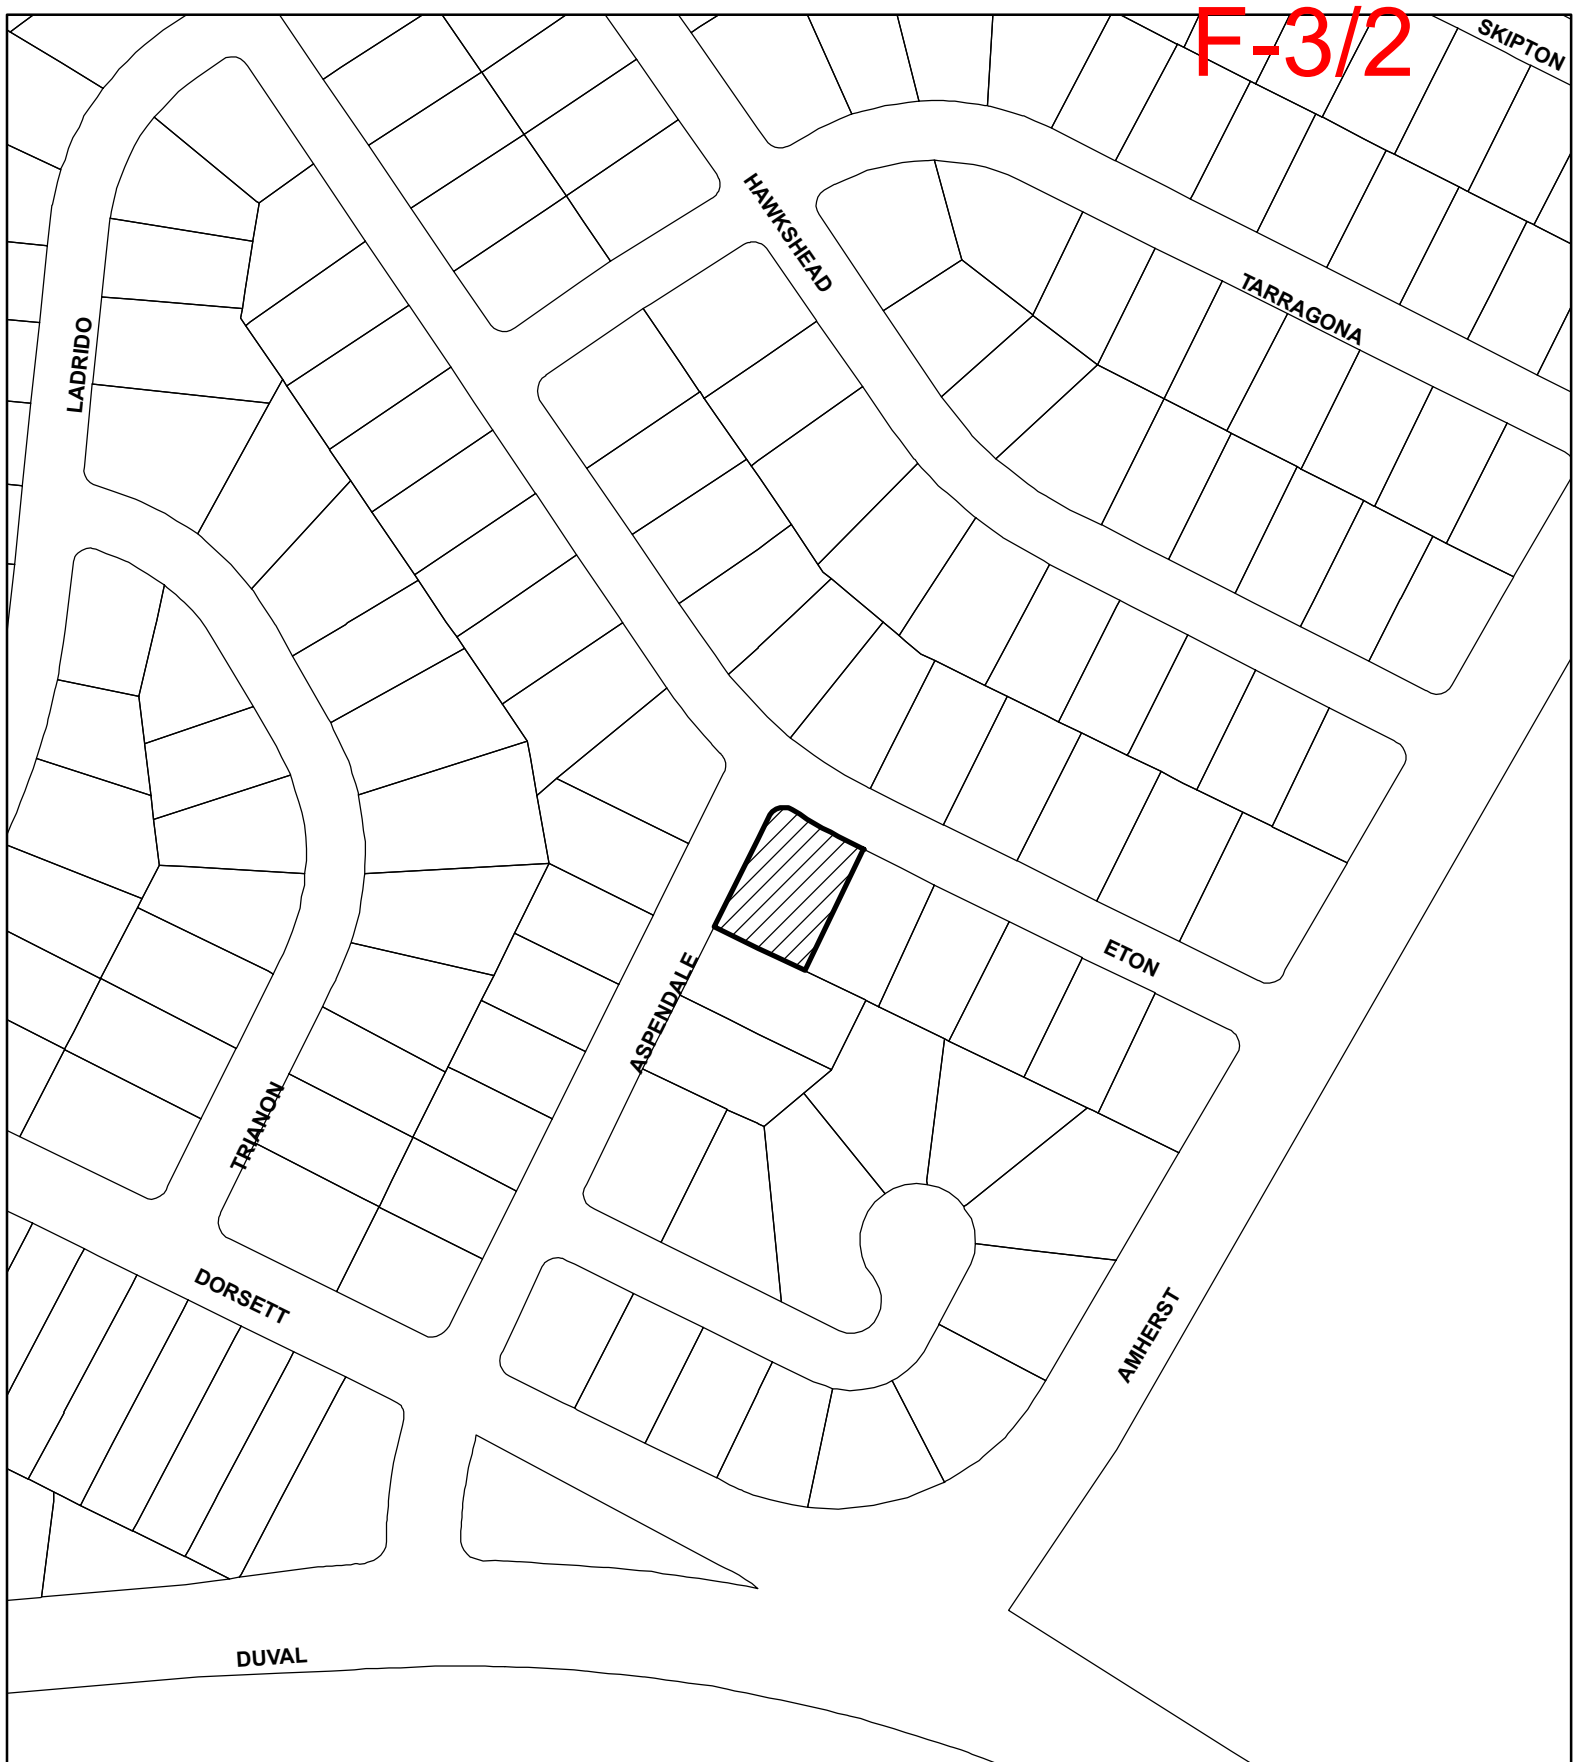 F-3/2
SKIPTON
HAWKSHEAD
TARRAGONA
LADRIDO
ETON
ASPENDALE
TRIANON
DORSETT
AMHERST
DUVAL